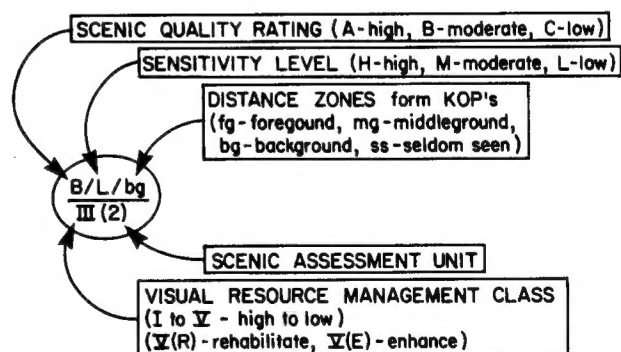 SCENIC QUALITY RATING (A-high, B-moderate, C-low)
SENSITIVITY LEVEL (H-high, M-moderate, L-low)
DISTANCE ZONES form KOP's
(fg-foregound, mg-middleground,
bg-background, ss-seldom seen)
B/L/bg
III (2)
SCENIC ASSESSMENT UNIT
VISUAL RESOURCE MANAGEMENT CLASS
(I to V - high to low)
(V(R)-rehabilitate, V(E)-enhance)